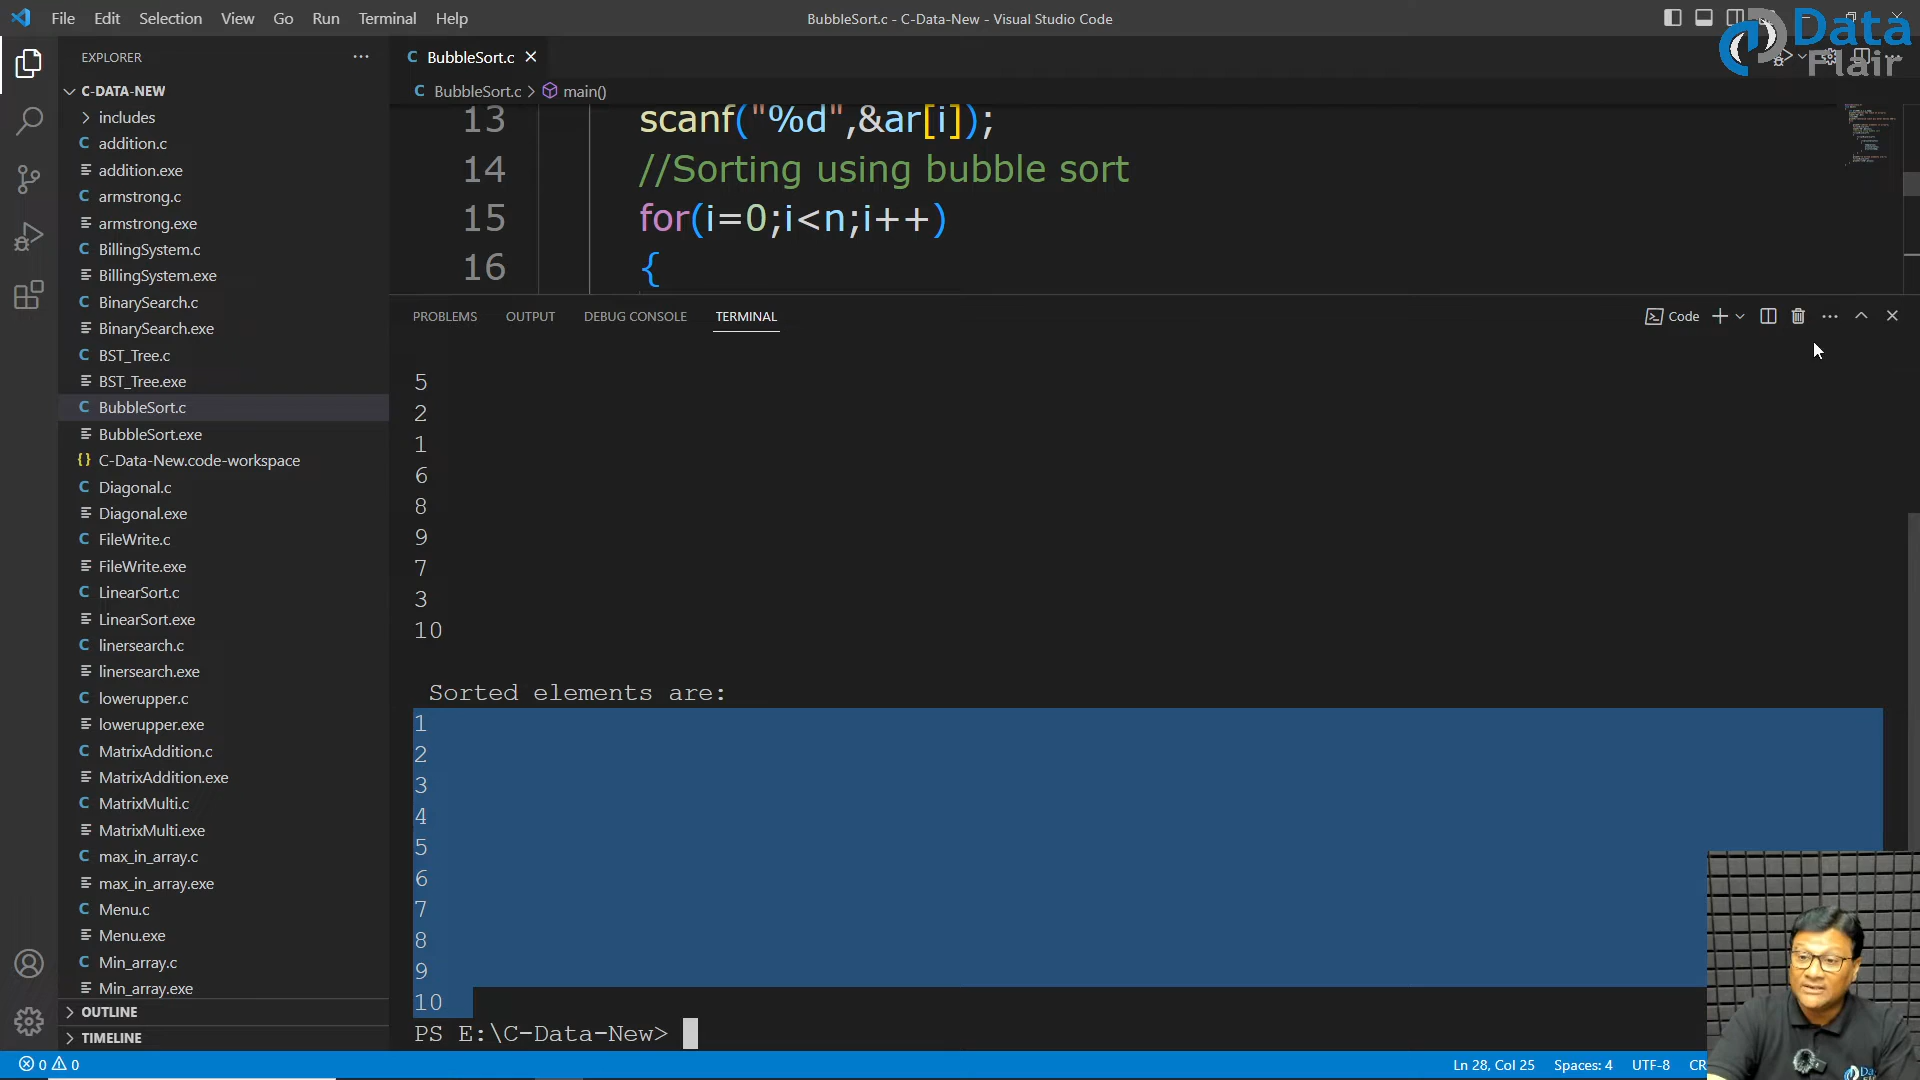 File Edit Selection View Go Run Terminal Help
BubbleSort.c - C-Data-New - Visual Studio Code
Data Flair
EXPLORER
C-DATA-NEW
includes
addition.c
addition.exe
armstrong.c
armstrong.exe
BillingSystem.c
BillingSystem.exe
BinarySearch.c
BinarySearch.exe
BST_Tree.c
BST_Tree.exe
BubbleSort.c
BubbleSort.exe
C-Data-New.code-workspace
Diagonal.c
Diagonal.exe
FileWrite.c
FileWrite.exe
LinearSort.c
LinearSort.exe
linersearch.c
linersearch.exe
lowerupper.c
lowerupper.exe
MatrixAddition.c
MatrixAddition.exe
MatrixMulti.c
MatrixMulti.exe
max_in_array.c
max_in_array.exe
Menu.c
Menu.exe
Min_array.c
Min_array.exe
OUTLINE
TIMELINE
BubbleSort.c
BubbleSort.c > main()
13 scanf("%d",&ar[i]);
14 //Sorting using bubble sort
15 for(i=0;i<n;i++)
16 {
PROBLEMS OUTPUT DEBUG CONSOLE TERMINAL
Code
5
2
1
6
8
9
7
3
10
Sorted elements are:
1
2
3
4
5
6
7
8
9
10
PS E:\C-Data-New>
0 0
Ln 28, Col 25 Spaces: 4 UTF-8 CR